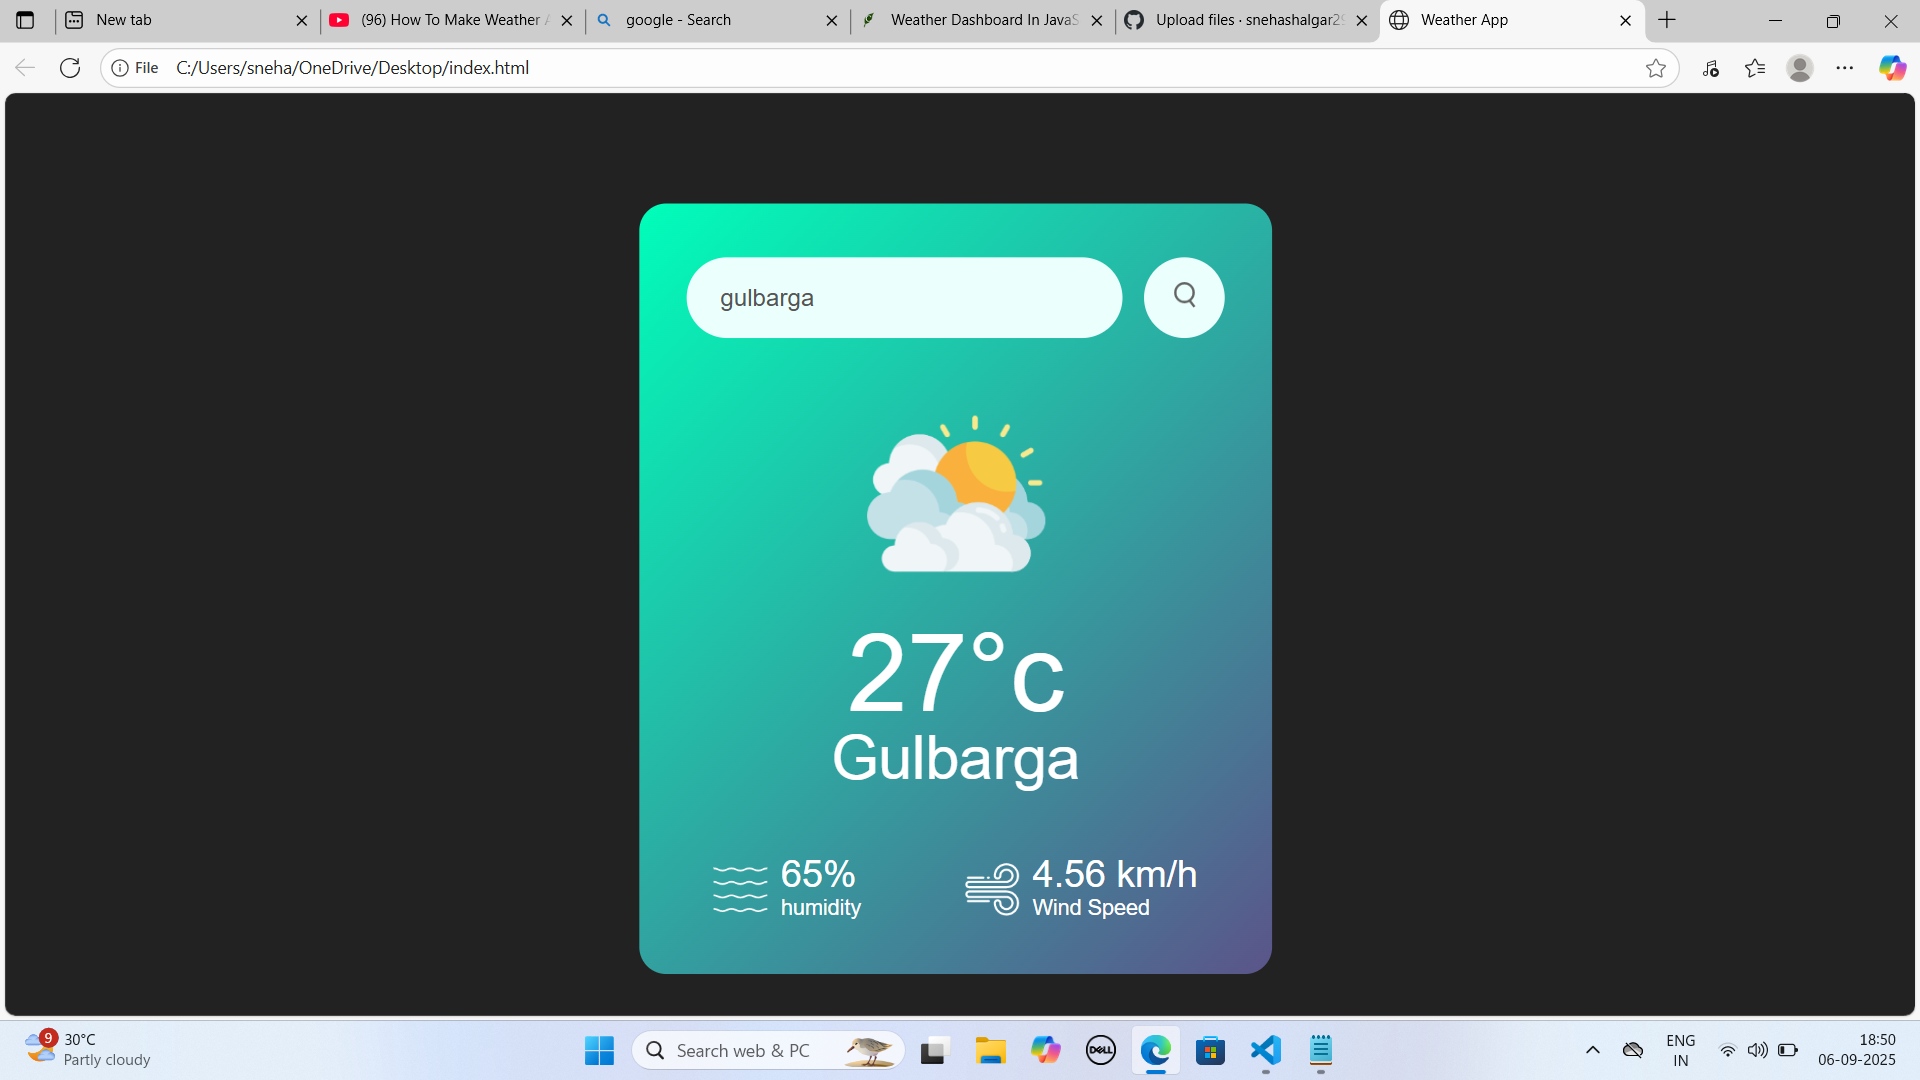 New tab
(96) How To Make Weather A
google - Search
Weather Dashboard In JavaS
Upload files · snehashalgar29
Weather App
File C:/Users/sneha/OneDrive/Desktop/index.html
gulbarga
27°c
Gulbarga
65%
humidity
4.56 km/h
Wind Speed
9
30°C
Partly cloudy
Search web & PC
DELL
ENG
IN
18:50
06-09-2025